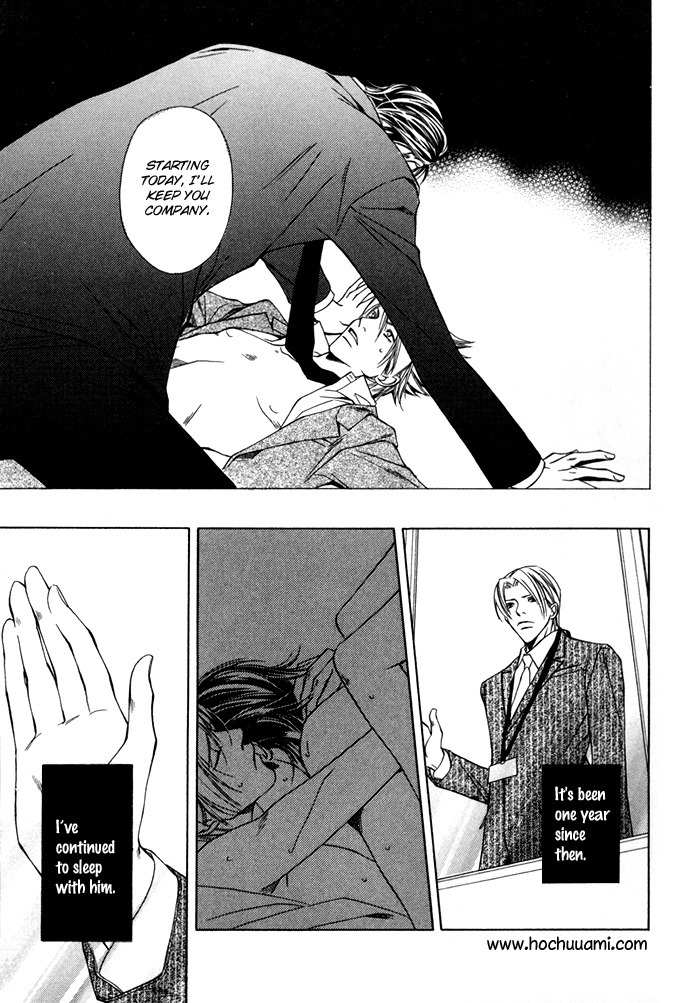 STARTING
TODAY, I'LL
KEEP YOU
COMPANY.
It's been
one year
since
then.
I've
continued
to sleep
with him.
www.hochuuami.com